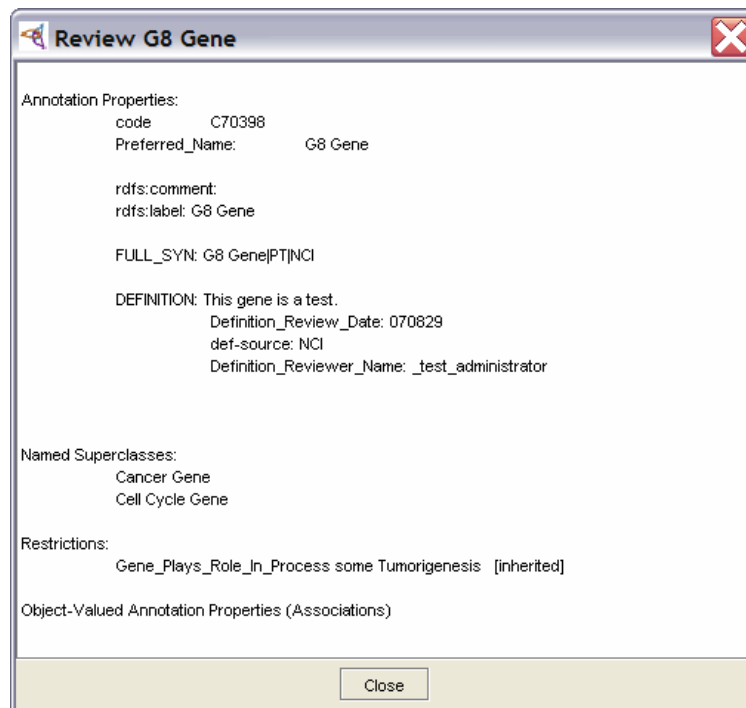 Review G8 Gene
Annotation Properties:
code C70398
Preferred_Name: G8 Gene
rdfs:comment:
rdfs:label: G8 Gene
FULL_SYN: G8 Gene|PT|NCI
DEFINITION: This gene is a test.
Definition_Review_Date: 070829
def-source: NCI
Definition_Reviewer_Name: _test_administrator
Named Superclasses:
Cancer Gene
Cell Cycle Gene
Restrictions:
Gene_Plays_Role_In_Process some Tumorigenesis [inherited]
Object-Valued Annotation Properties (Associations)
Close